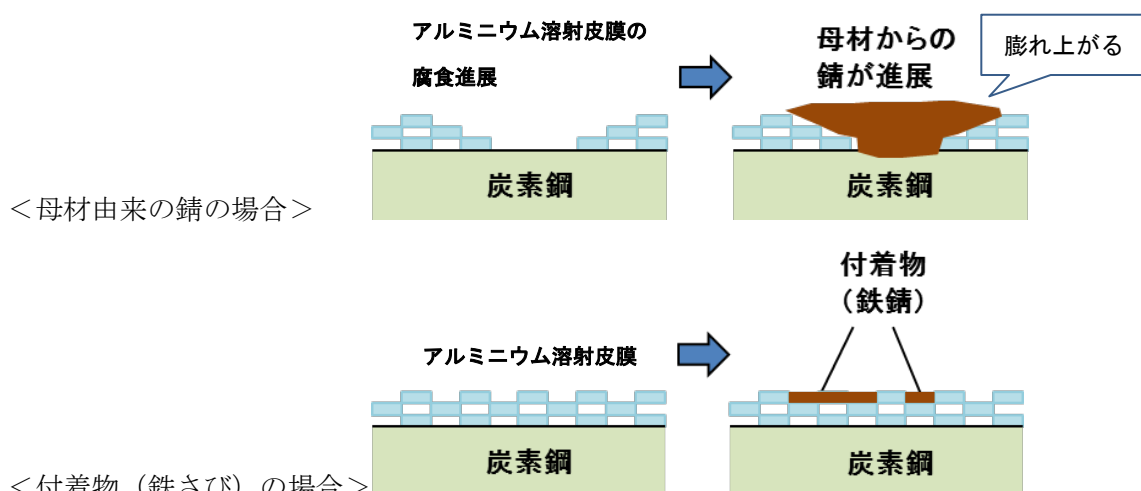 アルミニウム溶射皮膜の
腐食進展
母材からの
錆が進展
膨れ上がる
炭素鋼
炭素鋼
＜母材由来の錆の場合＞
付着物
（鉄錆）
アルミニウム溶射皮膜
炭素鋼
炭素鋼
＜付着物（鉄さび）の場合＞